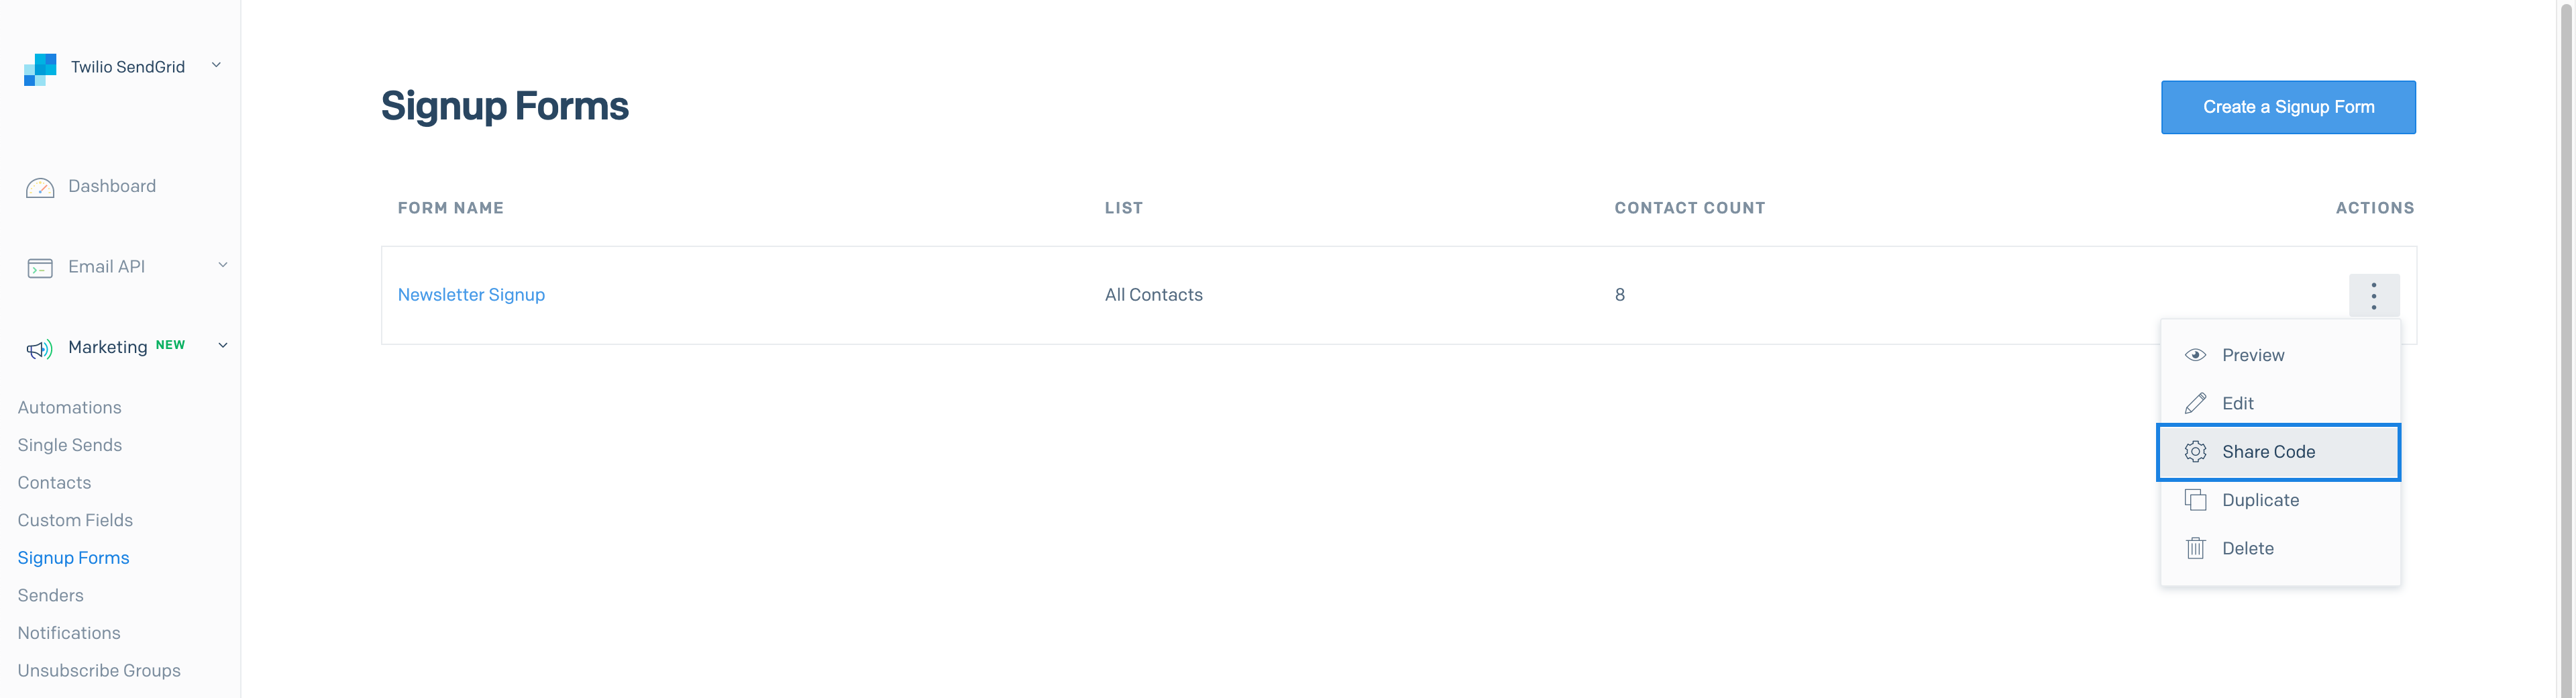 Twilio SendGrid
Dashboard
Email API
Marketing NEW
Automations
Single Sends
Contacts
Custom Fields
Signup Forms
Senders
Notifications
Unsubscribe Groups
Signup Forms
Create a Signup Form
FORM NAME LIST CONTACT COUNT ACTIONS
Newsletter Signup All Contacts 8
Preview
Edit
Share Code
Duplicate
Delete